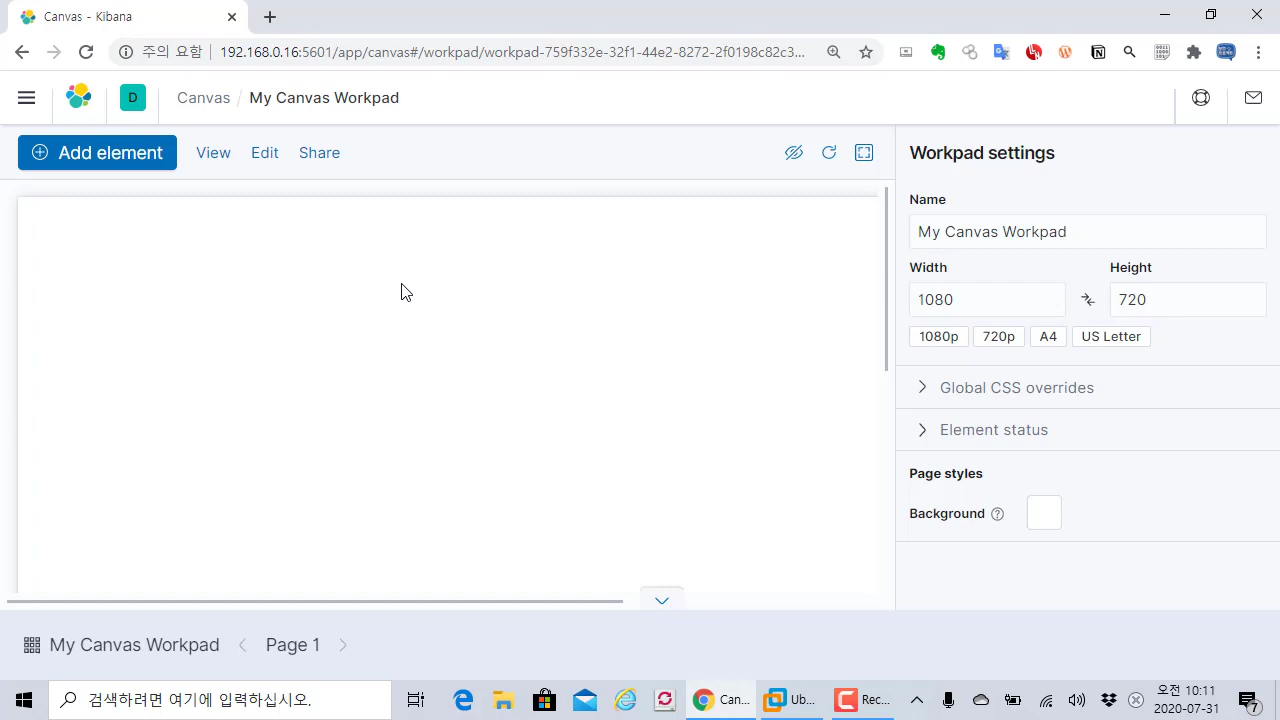 Canvas - Kibana
주의 요함 192.168.0.16:5601/app/canvas#/workpad/workpad-759f332e-32f1-44e2-8272-2f0198c82c3...
D Canvas / My Canvas Workpad
Add element View Edit Share
Workpad settings
Name
My Canvas Workpad
Width Height
1080 720
1080p 720p A4 US Letter
Global CSS overrides
Element status
Page styles
Background
My Canvas Workpad Page 1
검색하려면 여기에 입력하십시오.
Can... Ub... Rec...
오전 10:11
2020-07-31
7